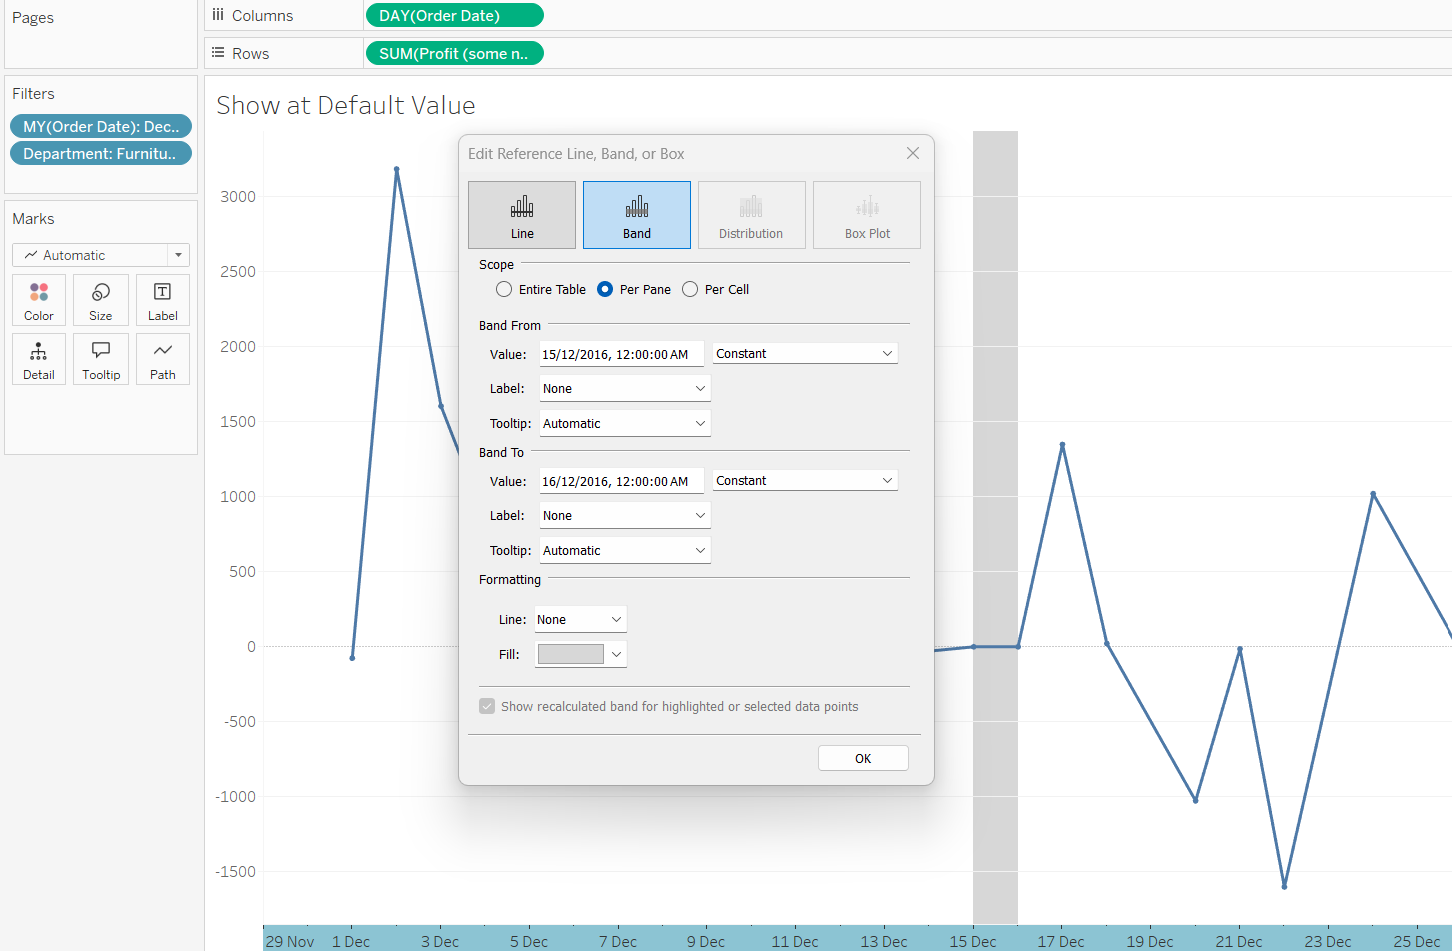 Pages
Columns
DAY(Order Date)
Rows
SUM(Profit (some n..
Filters
MY(Order Date): Dec..
Department: Furnitu..
Marks
Automatic
Color
Size
Label
Detail
Tooltip
Path
Show at Default Value
3000
2500
2000
1500
1000
500
0
-500
-1000
-1500
29 Nov 1 Dec 3 Dec 5 Dec 7 Dec 9 Dec 11 Dec 13 Dec 15 Dec 17 Dec 19 Dec 21 Dec 23 Dec 25 Dec
Edit Reference Line, Band, or Box
Line Band Distribution Box Plot
Scope
Entire Table Per Pane Per Cell
Band From
Value: 15/12/2016, 12:00:00 AM Constant
Label: None
Tooltip: Automatic
Band To
Value: 16/12/2016, 12:00:00 AM Constant
Label: None
Tooltip: Automatic
Formatting
Line: None
Fill:
Show recalculated band for highlighted or selected data points
OK